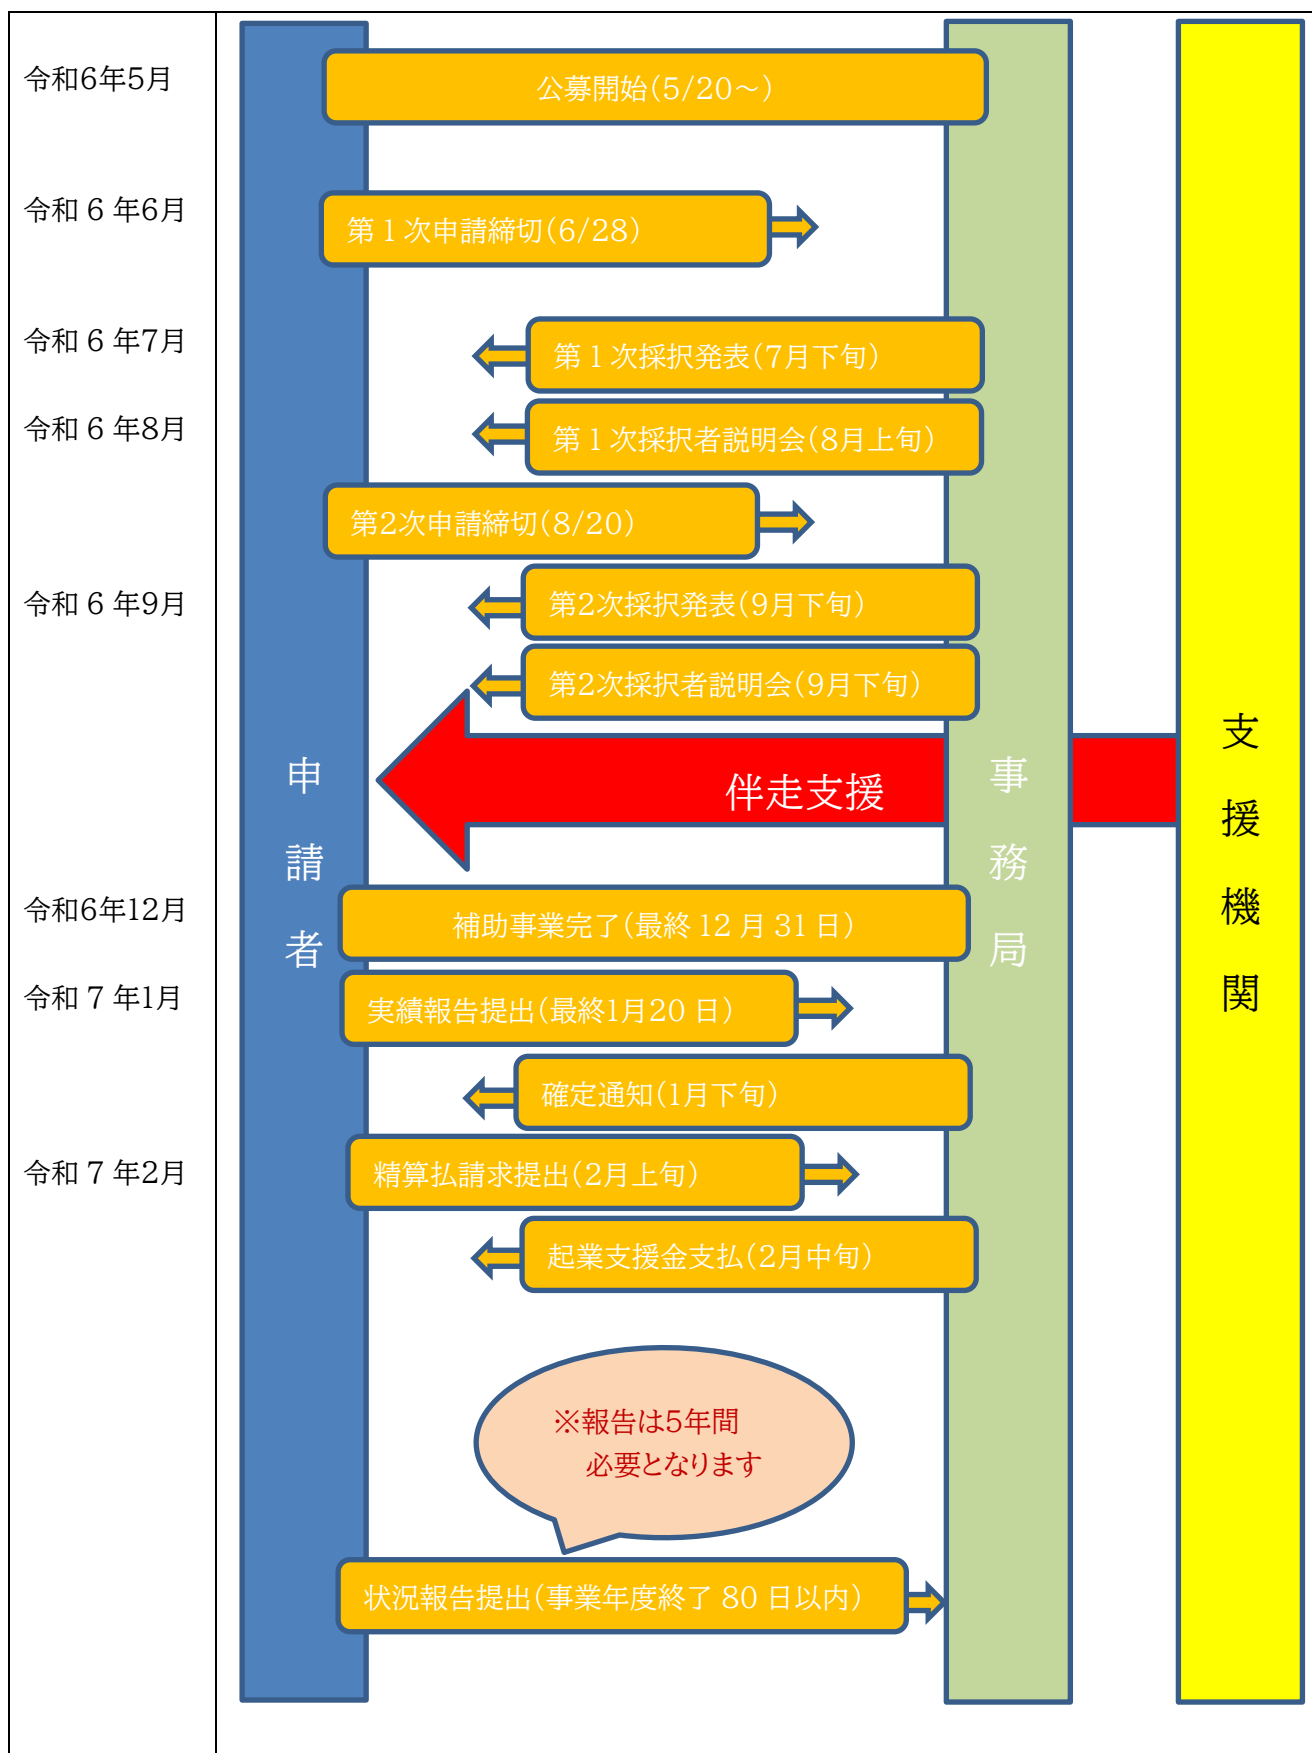 令和6年5月
公募開始(5/20～)
令和６年6月
第１次申請締切(6/28)
令和６年7月
第１次採択発表(7月下旬)
令和６年8月
第１次採択者説明会(8月上旬)
第2次申請締切(8/20)
令和６年9月
第2次採択発表(9月下旬)
第2次採択者説明会(9月下旬)
申請者
伴走支援
事務局
支援機関
令和6年12月
補助事業完了(最終12月31日)
令和７年1月
実績報告提出(最終1月20日)
確定通知(1月下旬)
令和７年2月
精算払請求提出(2月上旬)
起業支援金支払(2月中旬)
※報告は5年間
必要となります
状況報告提出(事業年度終了80日以内)